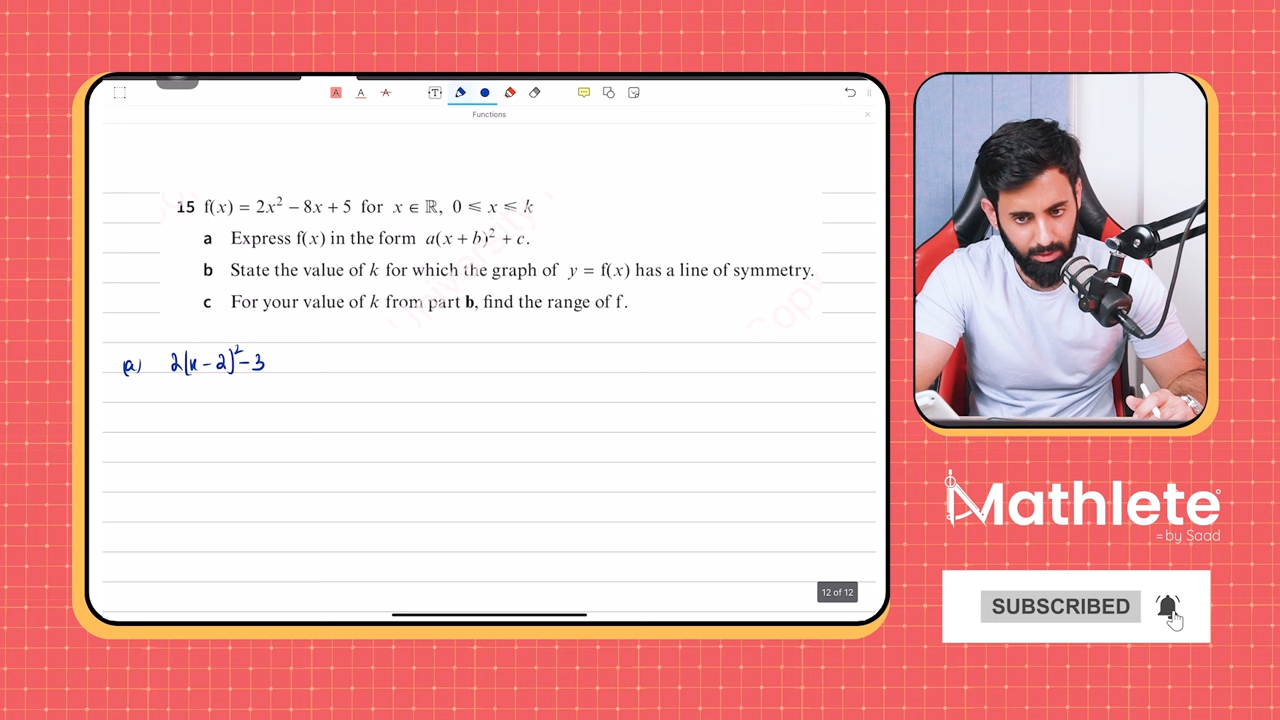 Functions
15 f(x) = 2x² − 8x + 5 for x ∈ ℝ, 0 ⩽ x ⩽ k
a Express f(x) in the form a(x + b)² + c.
b State the value of k for which the graph of y = f(x) has a line of symmetry.
c For your value of k from part b, find the range of f.
(a) 2(x − 2)² − 3
12 of 12
Mathlete
= by Saad
SUBSCRIBED